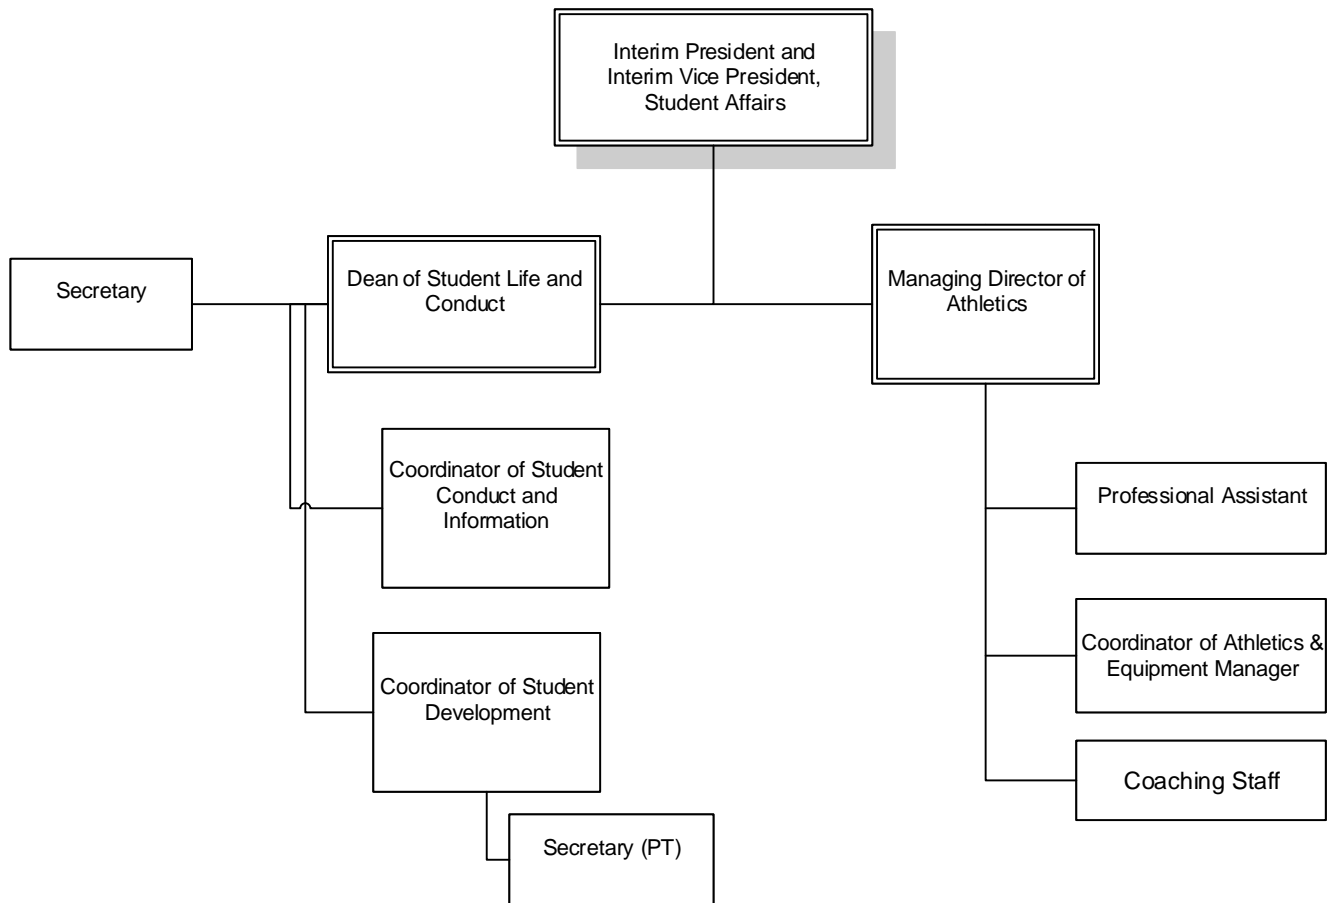 Interim President and
Interim Vice President,
Student Affairs
Secretary
Dean of Student Life and
Conduct
Managing Director of
Athletics
Coordinator of Student
Conduct and
Information
Professional Assistant
Coordinator of Athletics &
Equipment Manager
Coordinator of Student
Development
Coaching Staff
Secretary (PT)